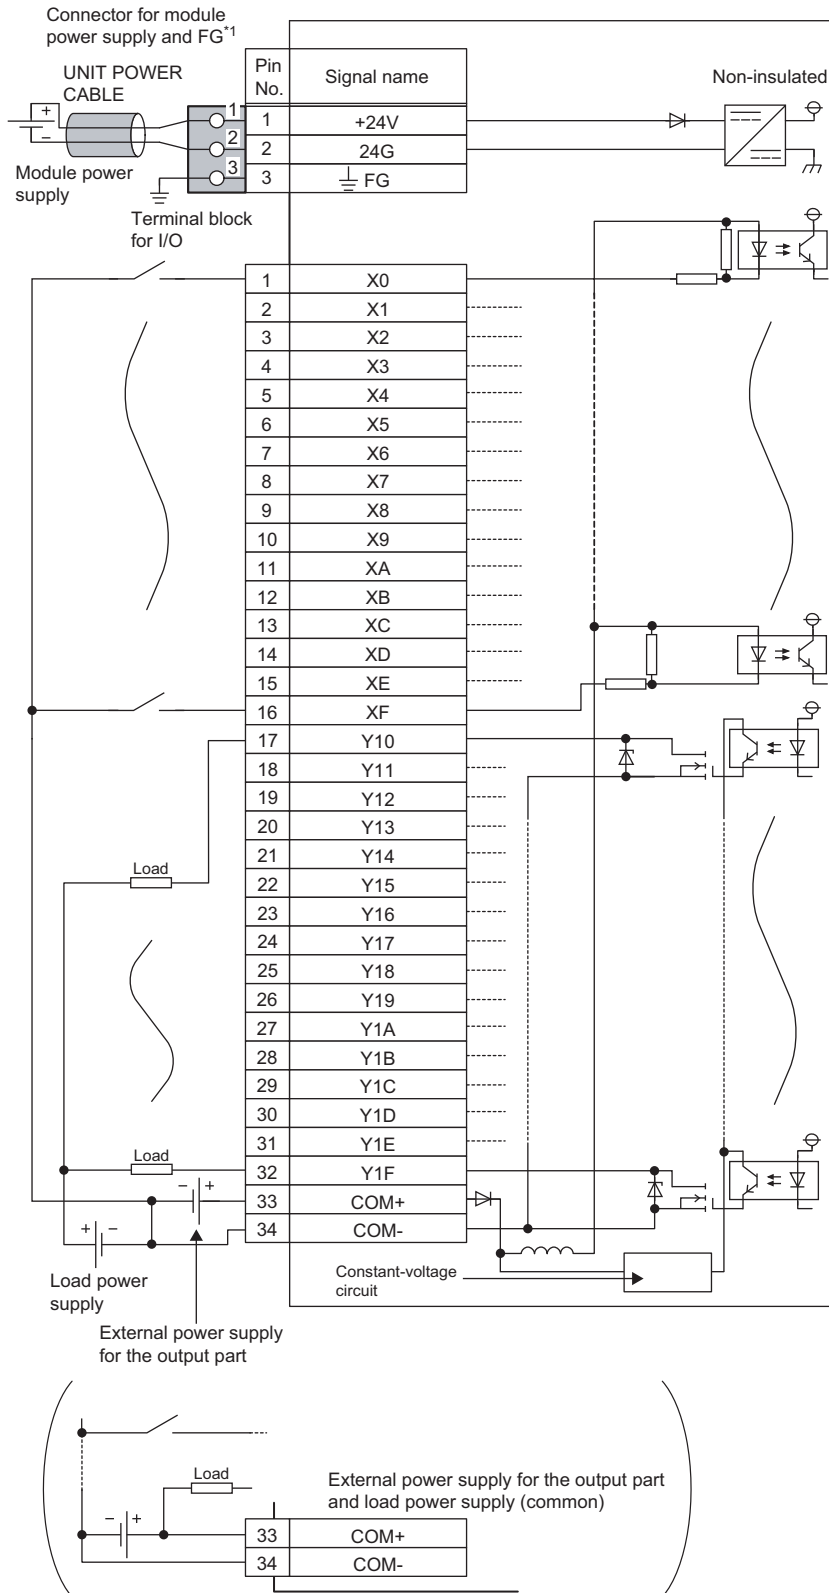 Connector for module
power supply and FG*1
UNIT POWER
CABLE
Pin
No.
Signal name
Non-insulated
+
−
1
2
3
1 +24V
2 24G
3 FG
Module power
supply
Terminal block
for I/O
1 X0
2 X1
3 X2
4 X3
5 X4
6 X5
7 X6
8 X7
9 X8
10 X9
11 XA
12 XB
13 XC
14 XD
15 XE
16 XF
17 Y10
18 Y11
19 Y12
20 Y13
21 Y14
Load
22 Y15
23 Y16
24 Y17
25 Y18
26 Y19
27 Y1A
28 Y1B
29 Y1C
30 Y1D
31 Y1E
Load
32 Y1F
− +
33 COM+
+ −
34 COM-
Load power
supply
Constant-voltage
circuit
External power supply
for the output part
Load
External power supply for the output part
and load power supply (common)
− +
33 COM+
34 COM-